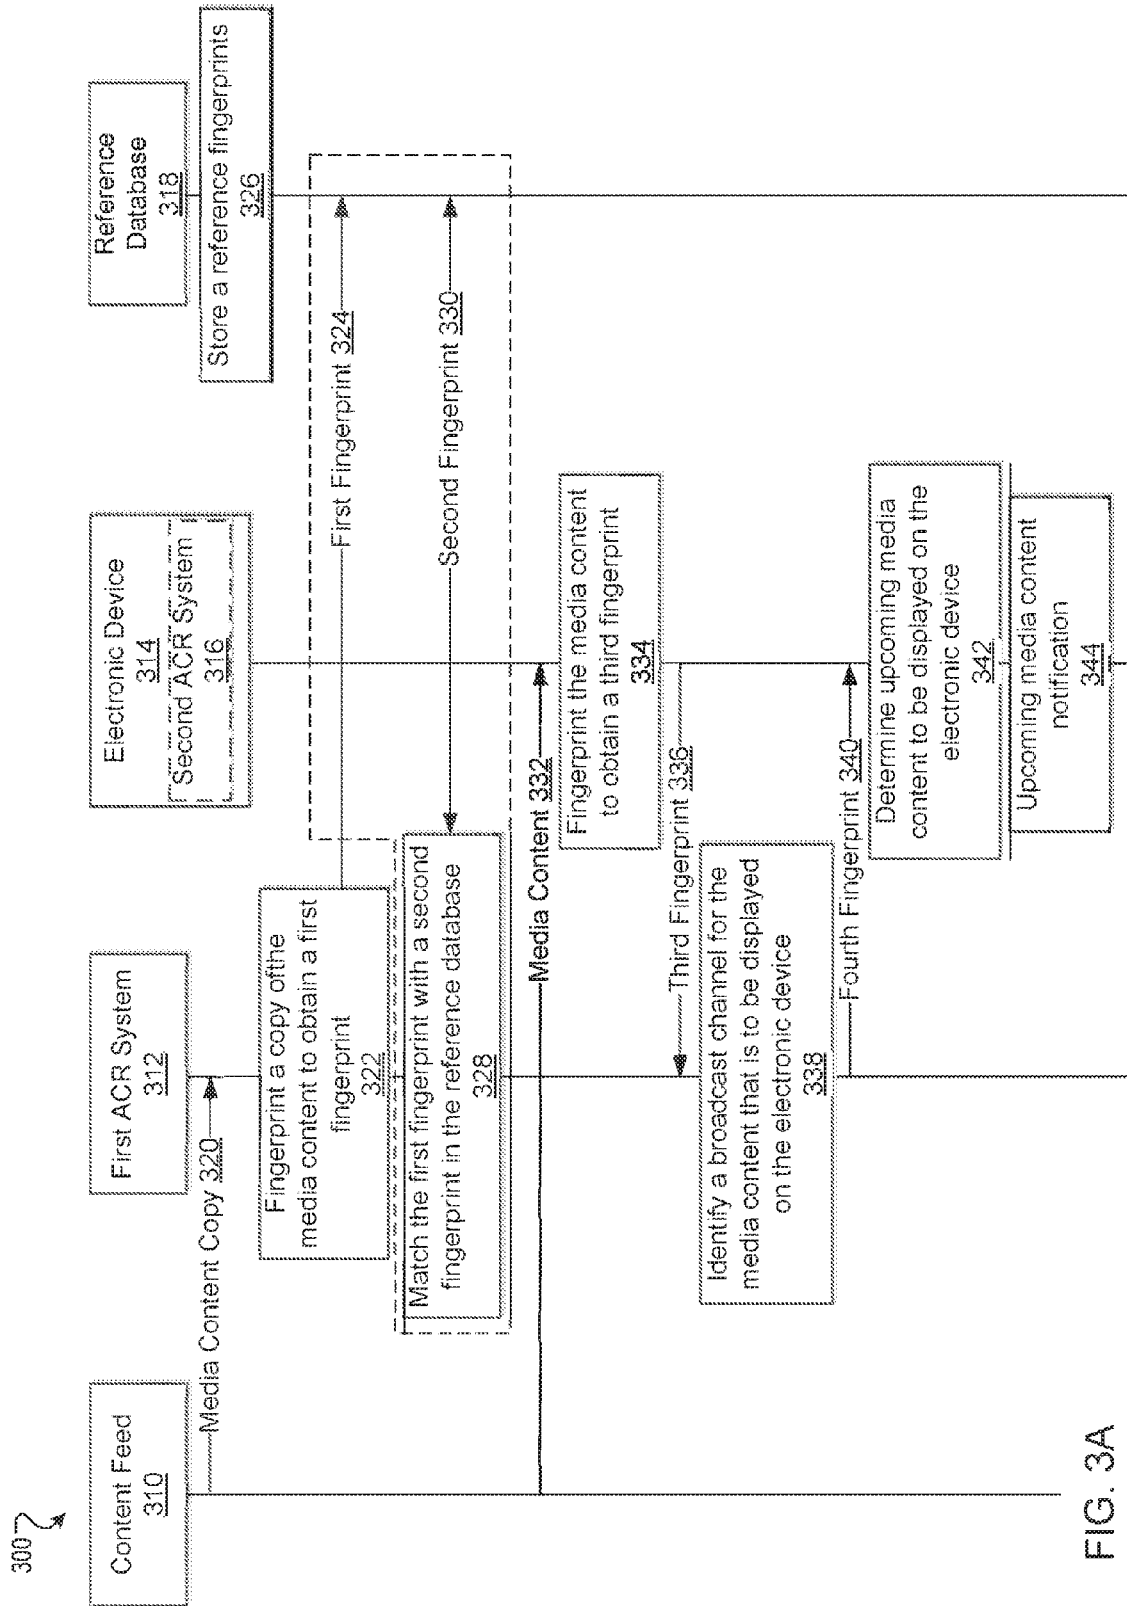 300
Content Feed
310
First ACR System
312
Electronic Device
314
Second ACR System
316
Reference
Database
318
Store a reference fingerprints
326
Media Content Copy 320
Fingerprint a copy ofthe
media content to obtain a first
fingerprint
322
First Fingerprint 324
Match the first fingerprint with a second
fingerprint in the reference database
328
Second Fingerprint 330
Media Content 332
Fingerprint the media content
to obtain a third fingerprint
334
Third Fingerprint 336
Identify a broadcast channel for the
media content that is to be displayed
on the electronic device
338
Fourth Fingerprint 340
Determine upcoming media
content to be displayed on the
electronic device
342
Upcoming media content
notification
344
FIG. 3A